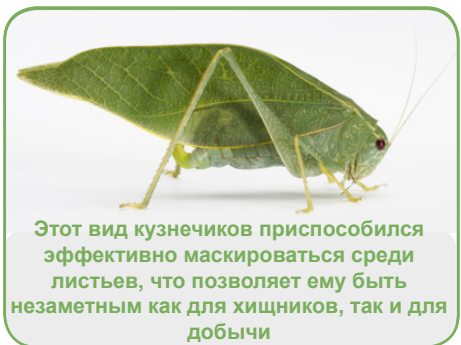 Этот вид кузнечиков приспособился
эффективно маскироваться среди
листьев, что позволяет ему быть
незаметным как для хищников, так и для
добычи